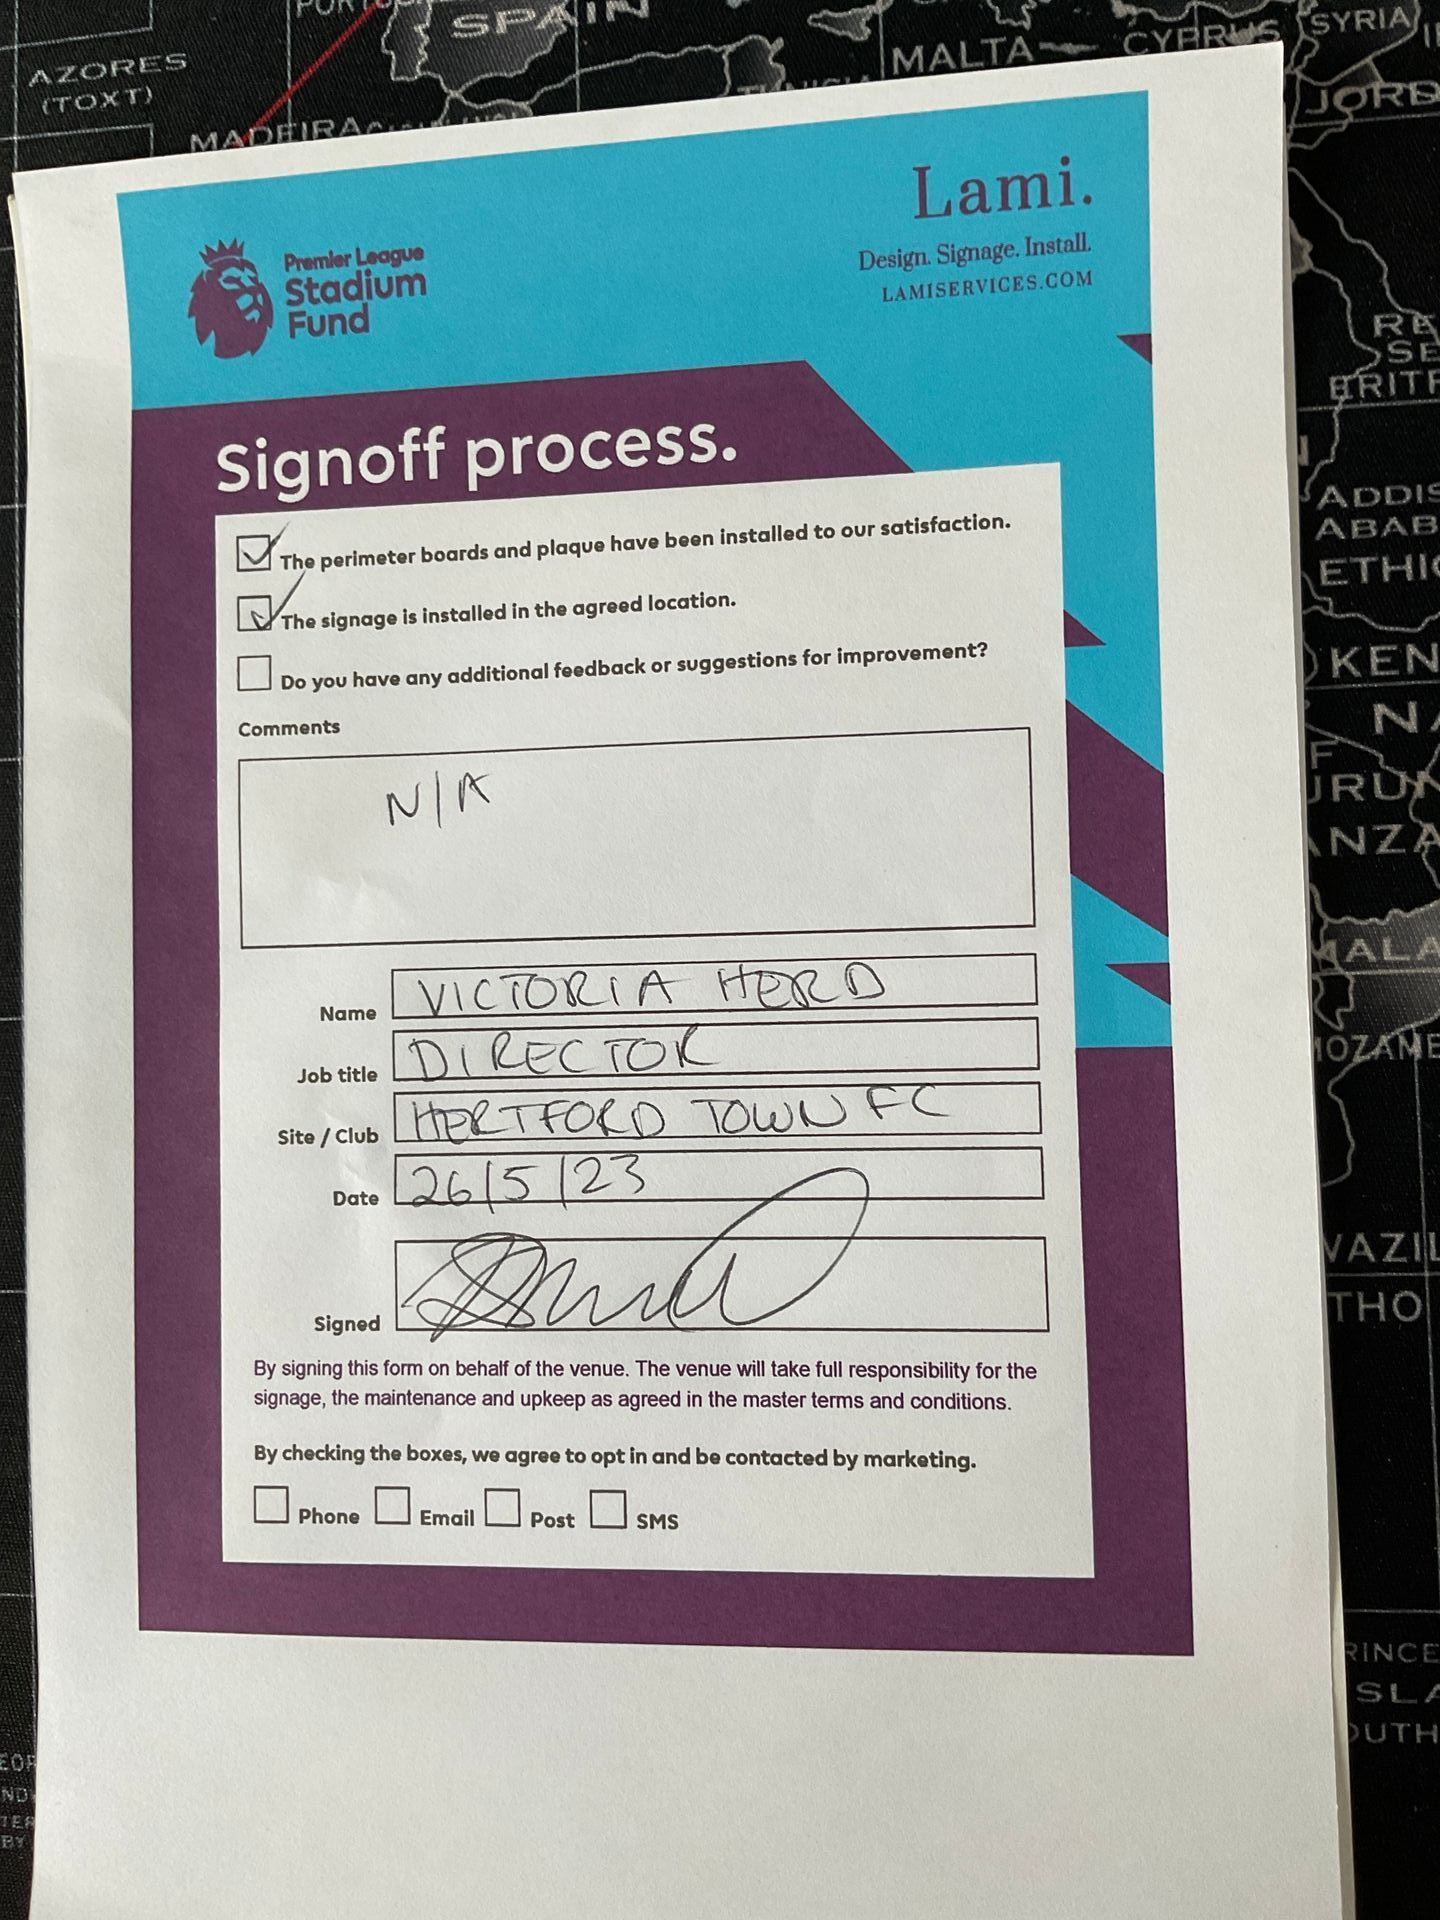 SPAIN
AZORES
(TOXT)
MALTA
CYPRUS
SYRIA
MADEIRA
Lami.
Design. Signage. Install.
LAMISERVICES.COM
Premier League
Stadium
Fund
Signoff process.
The perimeter boards and plaque have been installed to our satisfaction.
The signage is installed in the agreed location.
Do you have any additional feedback or suggestions for improvement?
Comments
N/A
Name VICTORIA HERD
Job title DIRECTOR
Site / Club HERTFORD TOWN FC
Date 26/5/23
Signed
By signing this form on behalf of the venue. The venue will take full responsibility for the
signage, the maintenance and upkeep as agreed in the master terms and conditions.
By checking the boxes, we agree to opt in and be contacted by marketing.
Phone Email Post SMS